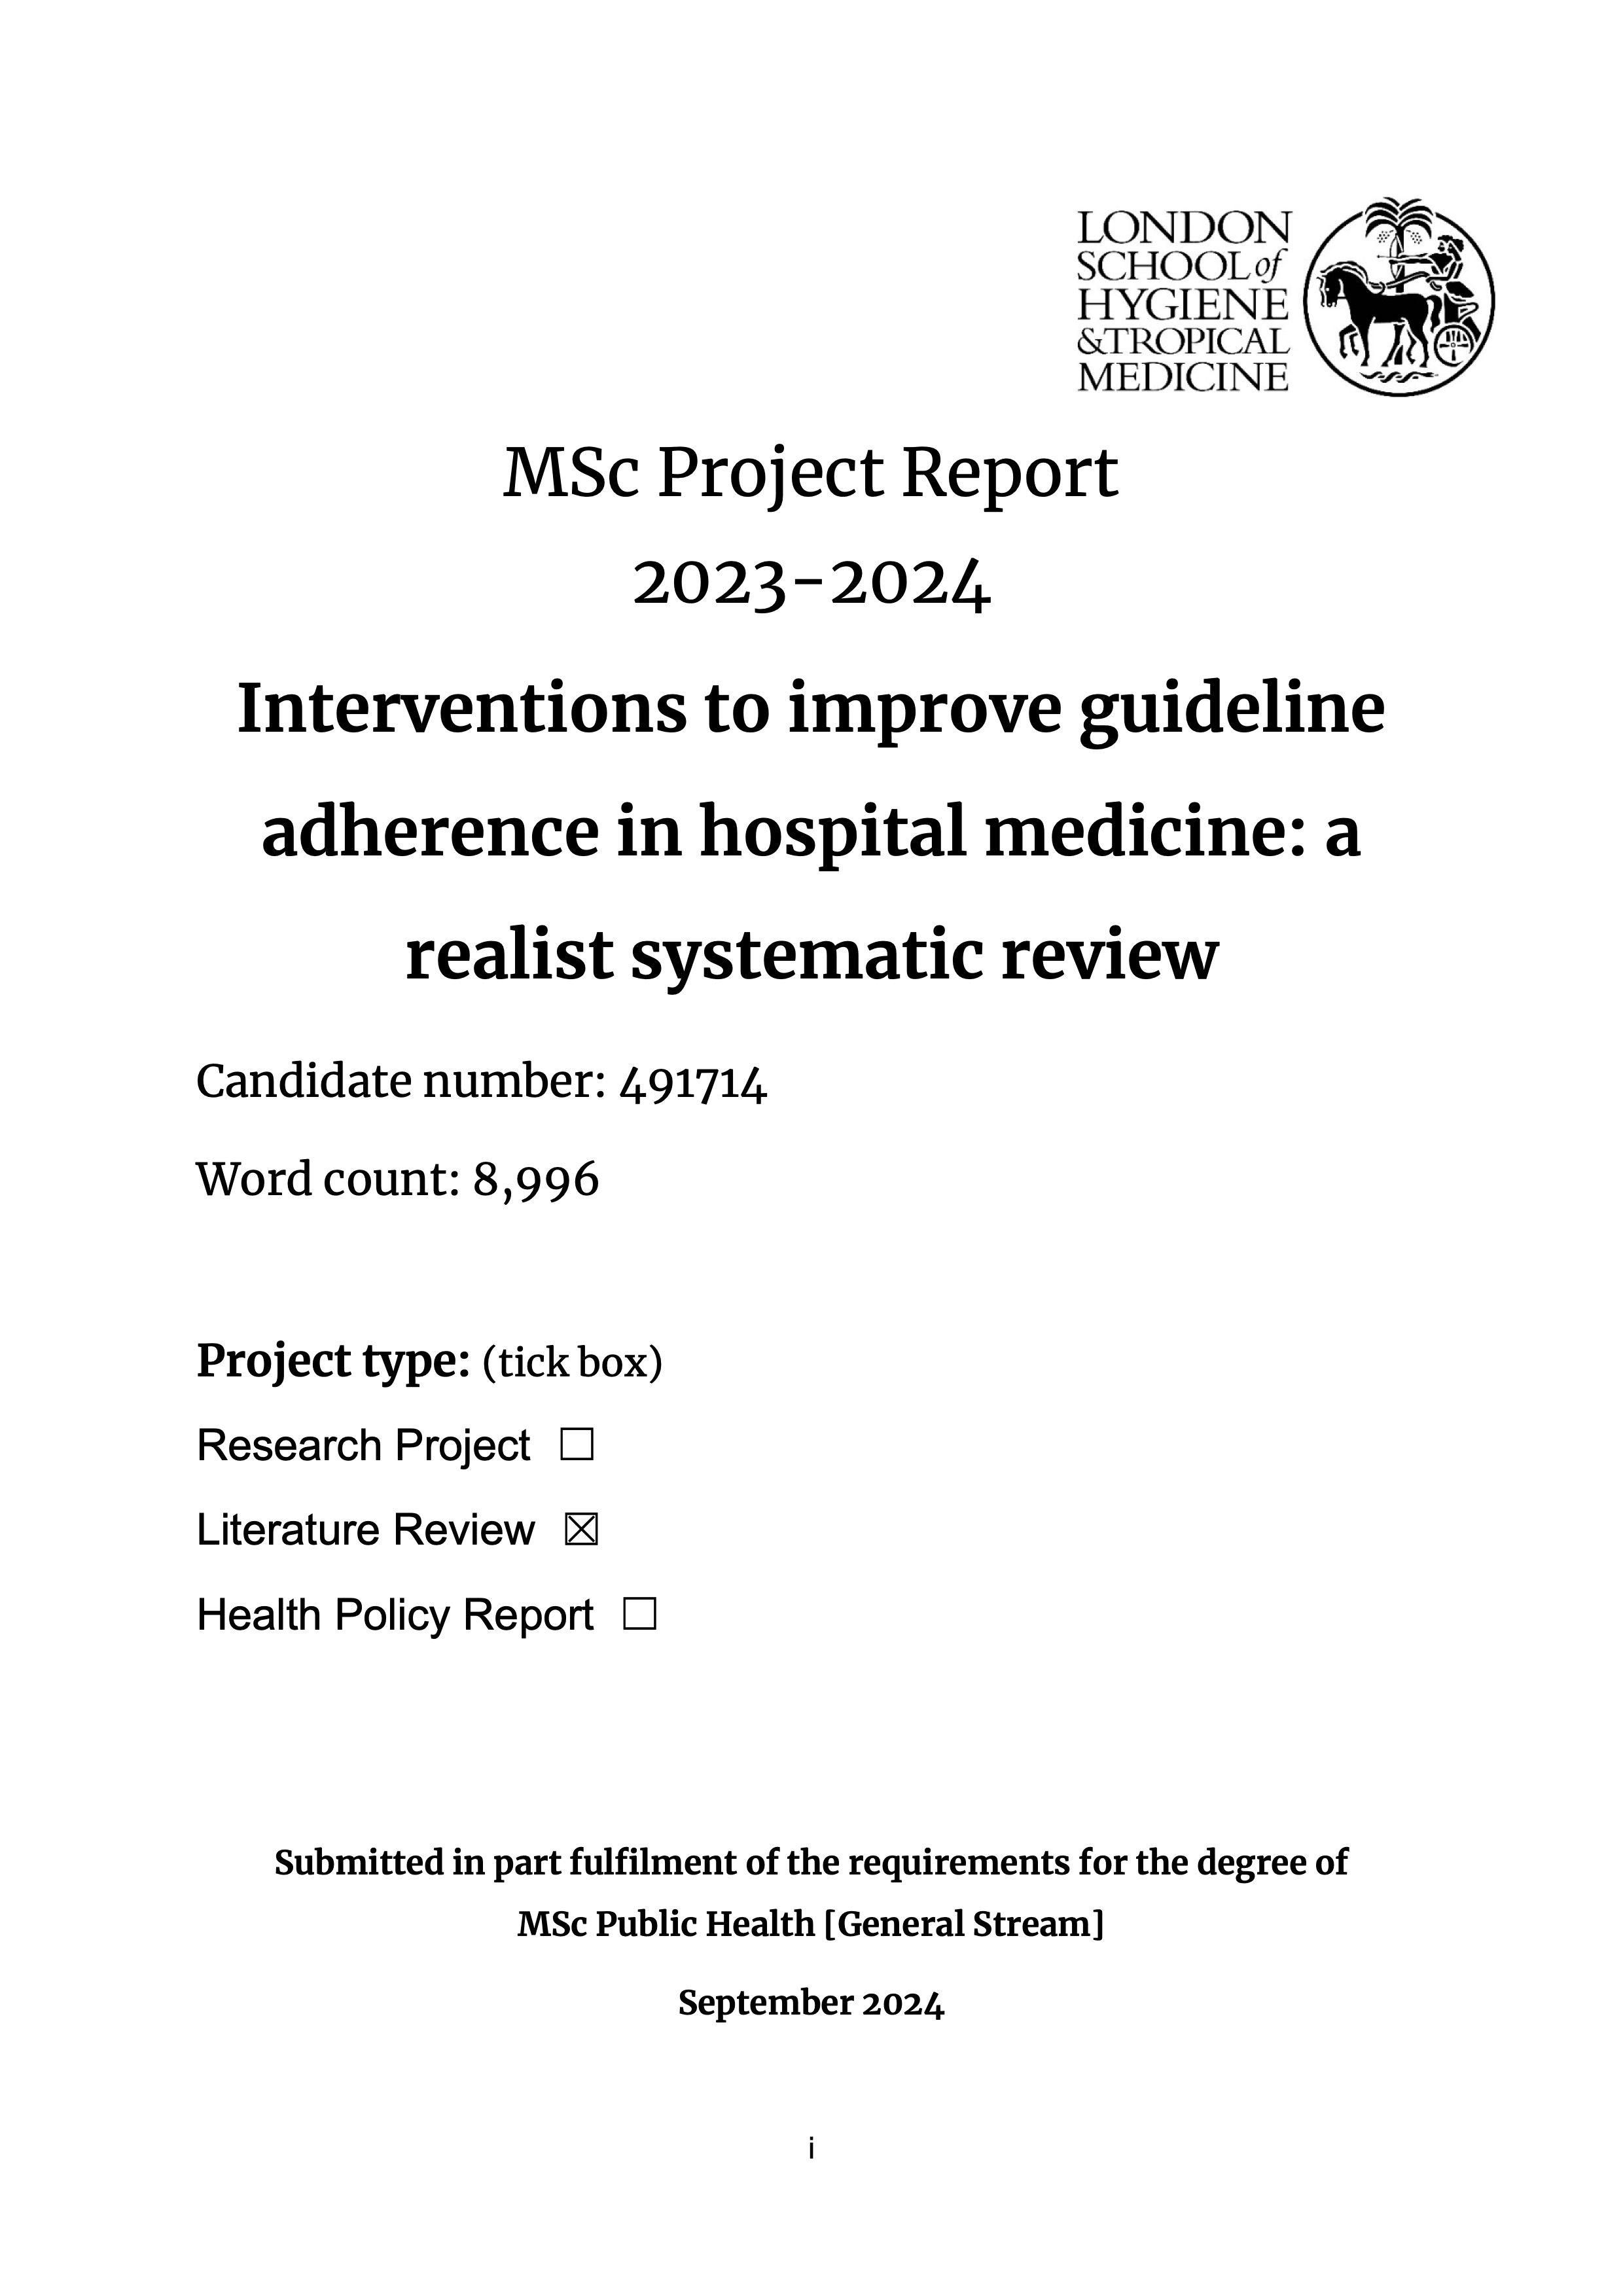 LONDON
SCHOOL of
HYGIENE
&TROPICAL
MEDICINE
MSc Project Report
2023-2024
Interventions to improve guideline
adherence in hospital medicine: a
realist systematic review
Candidate number: 491714
Word count: 8,996
Project type: (tick box)
Research Project ☐
Literature Review ☒
Health Policy Report ☐
Submitted in part fulfilment of the requirements for the degree of
MSc Public Health [General Stream]
September 2024
i